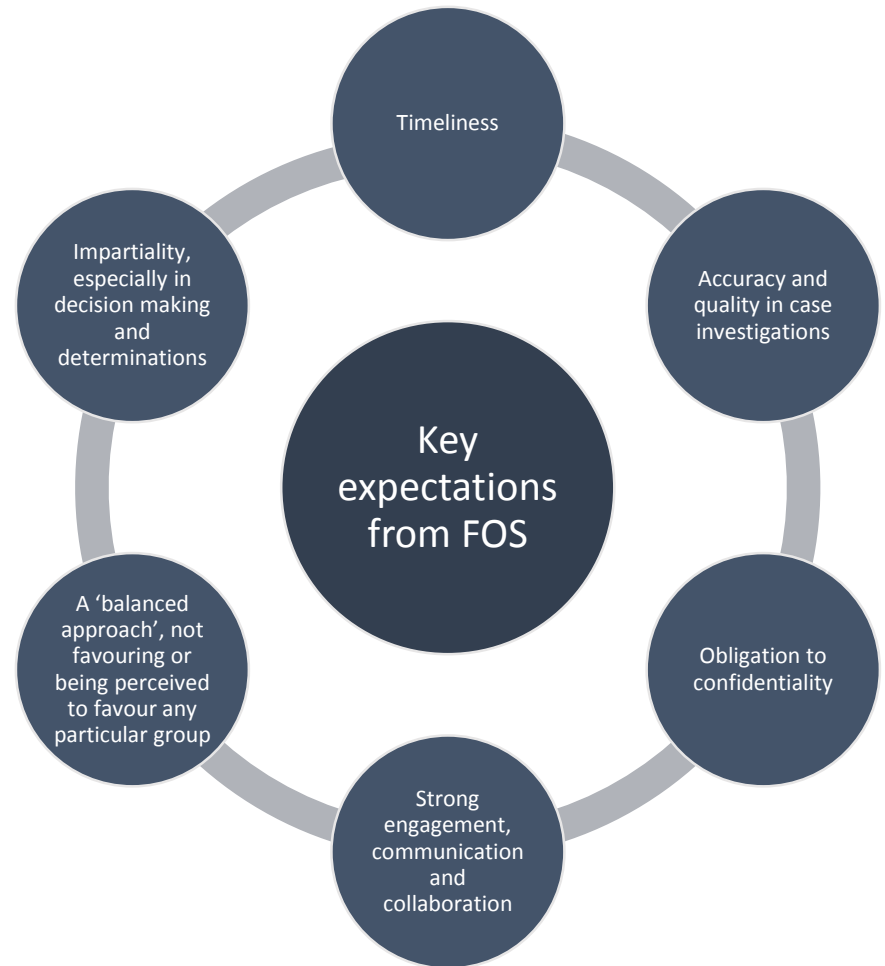 Timeliness
Accuracy and
quality in case
investigations
Obligation to
confidentiality
Strong
engagement,
communication
and
collaboration
A ‘balanced
approach’, not
favouring or
being perceived
to favour any
particular group
Impartiality,
especially in
decision making
and
determinations
Key
expectations
from FOS